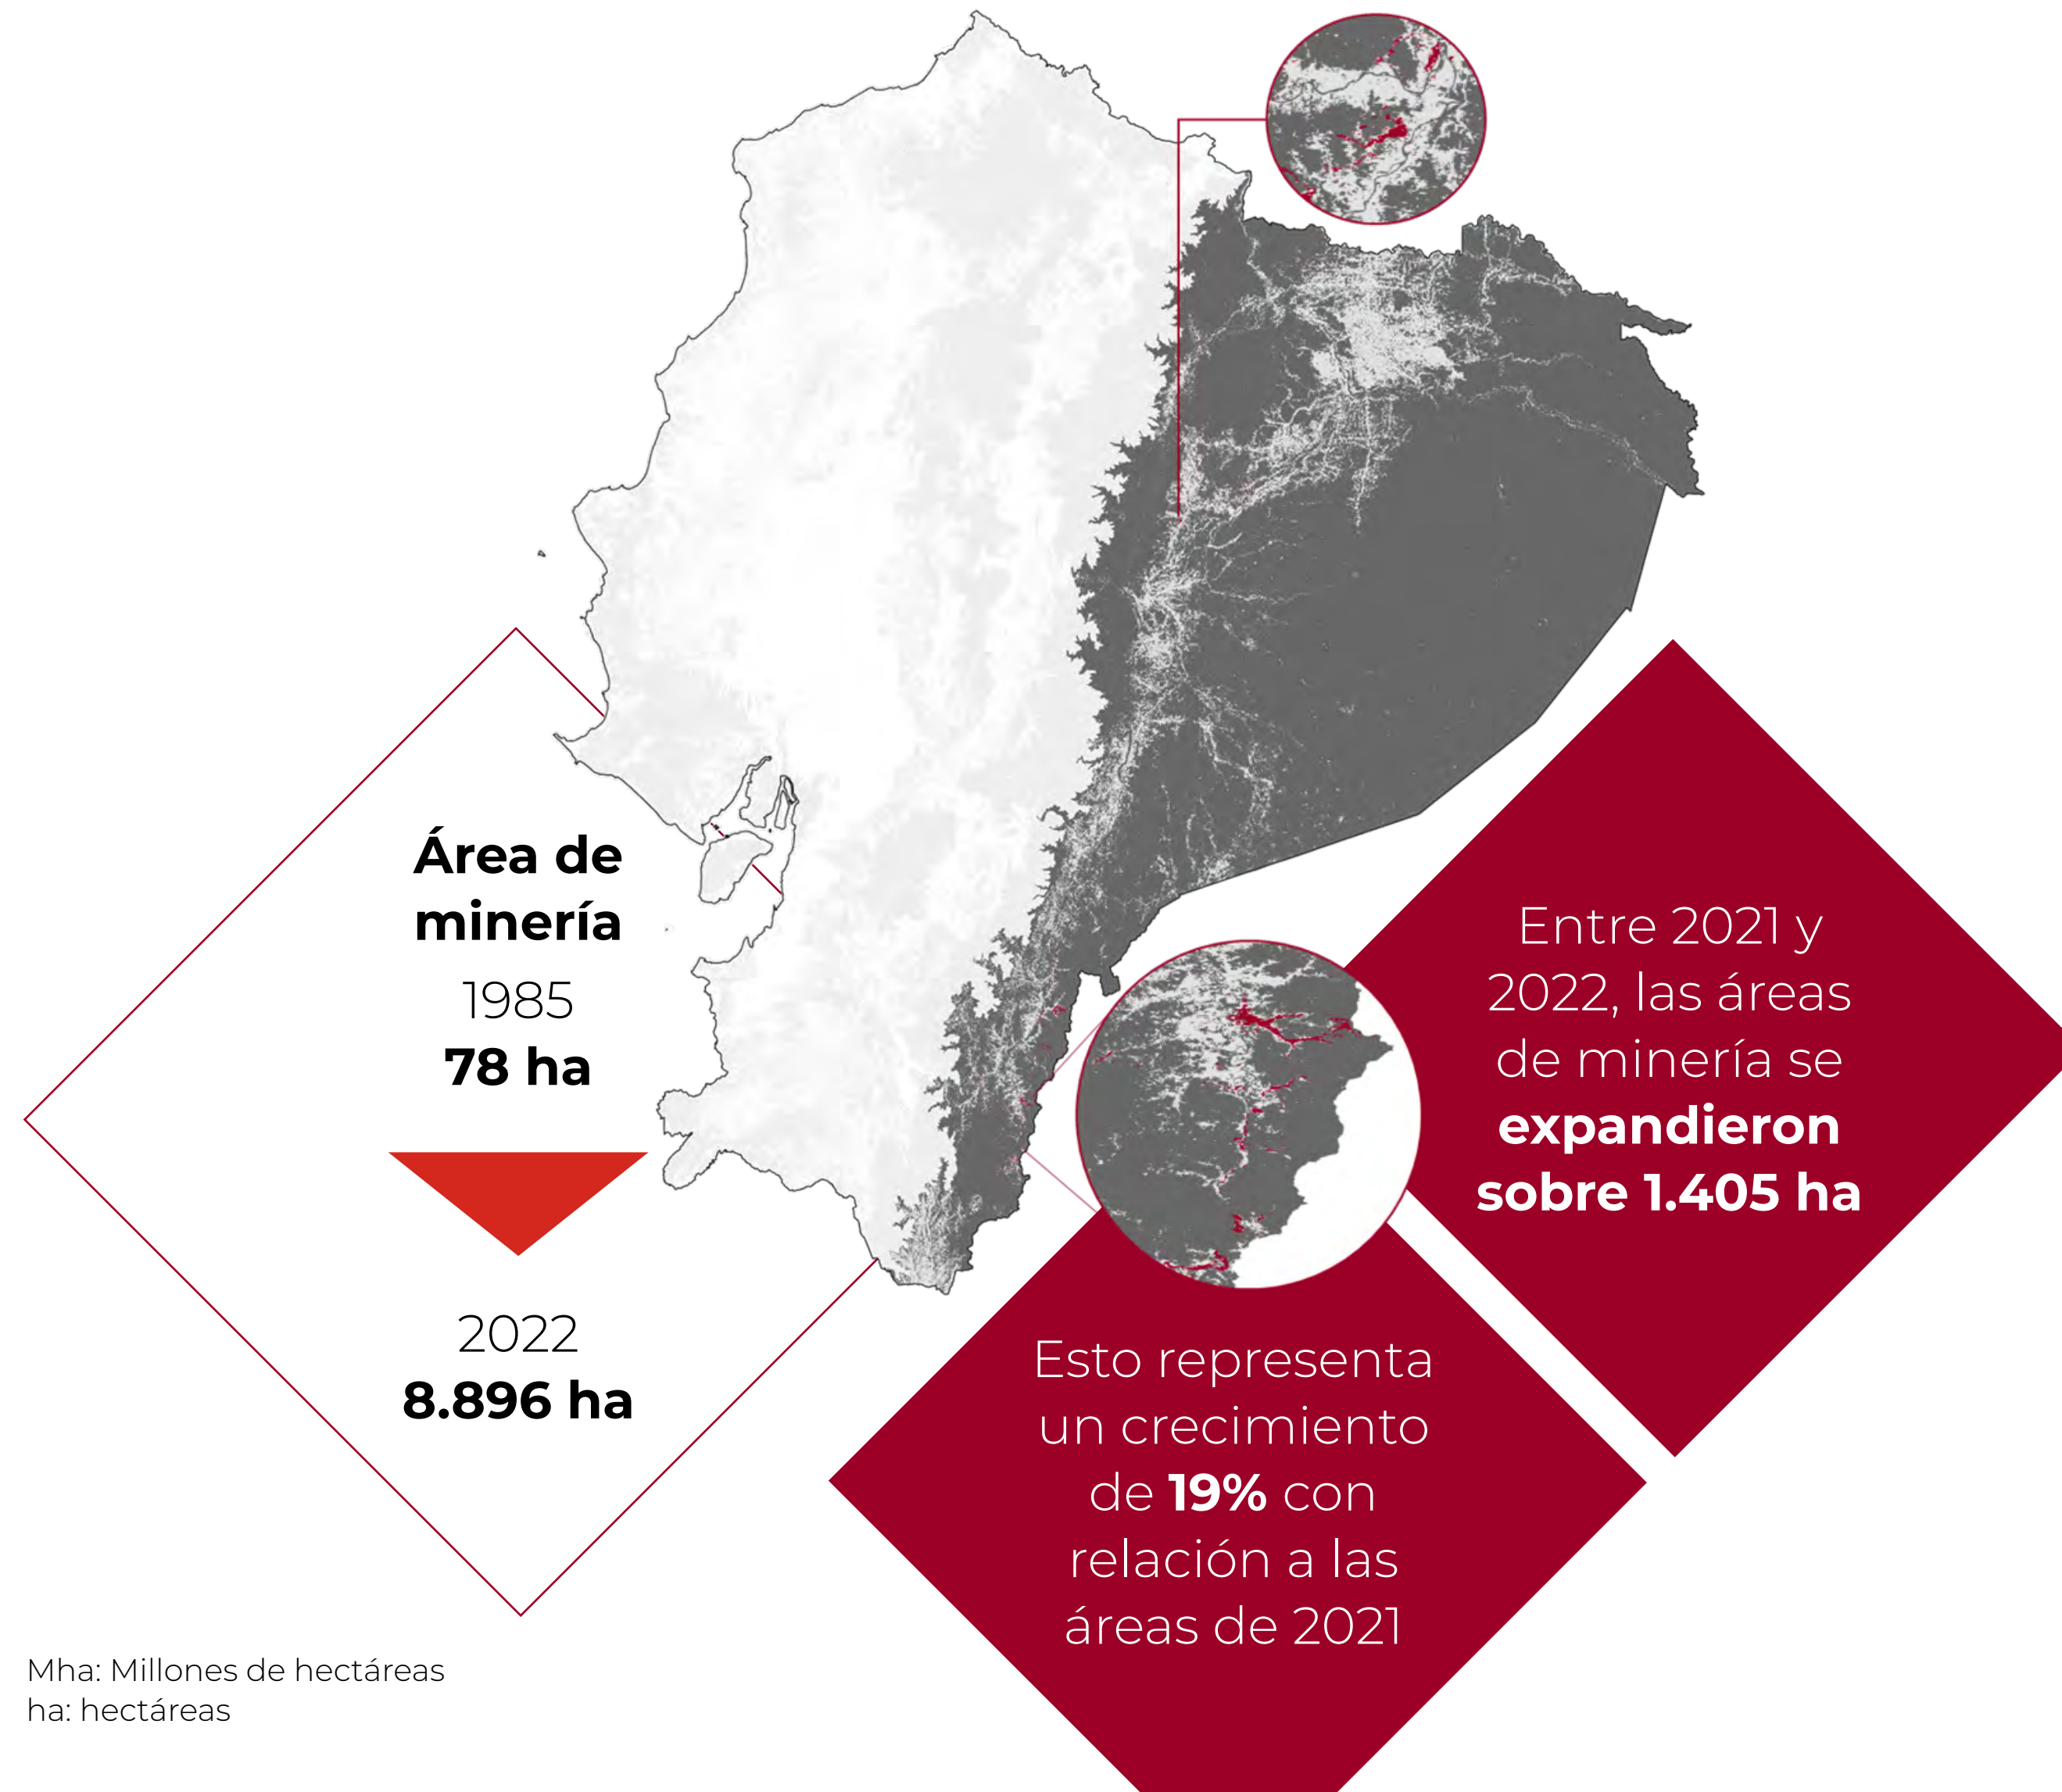 Área de
minería
1985
78 ha
2022
8.896 ha
Entre 2021 y
2022, las áreas
de minería se
expandieron
sobre 1.405 ha
Esto representa
un crecimiento
de 19% con
relación a las
áreas de 2021
Mha: Millones de hectáreas
ha: hectáreas